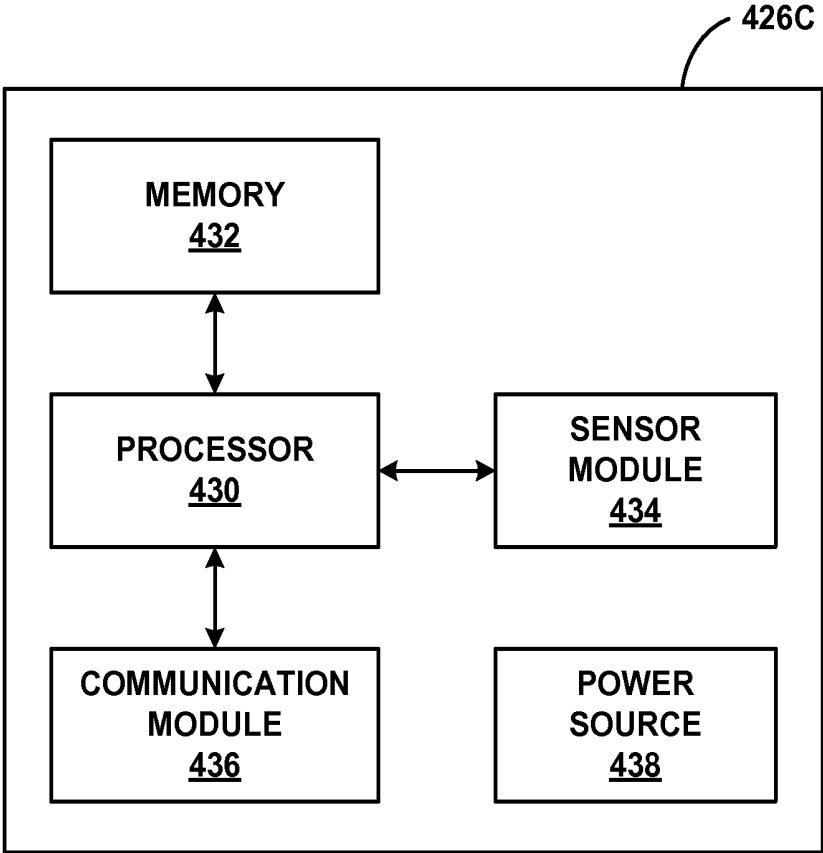 426C
MEMORY
432
PROCESSOR
430
SENSOR
MODULE
434
COMMUNICATION
MODULE
436
POWER
SOURCE
438